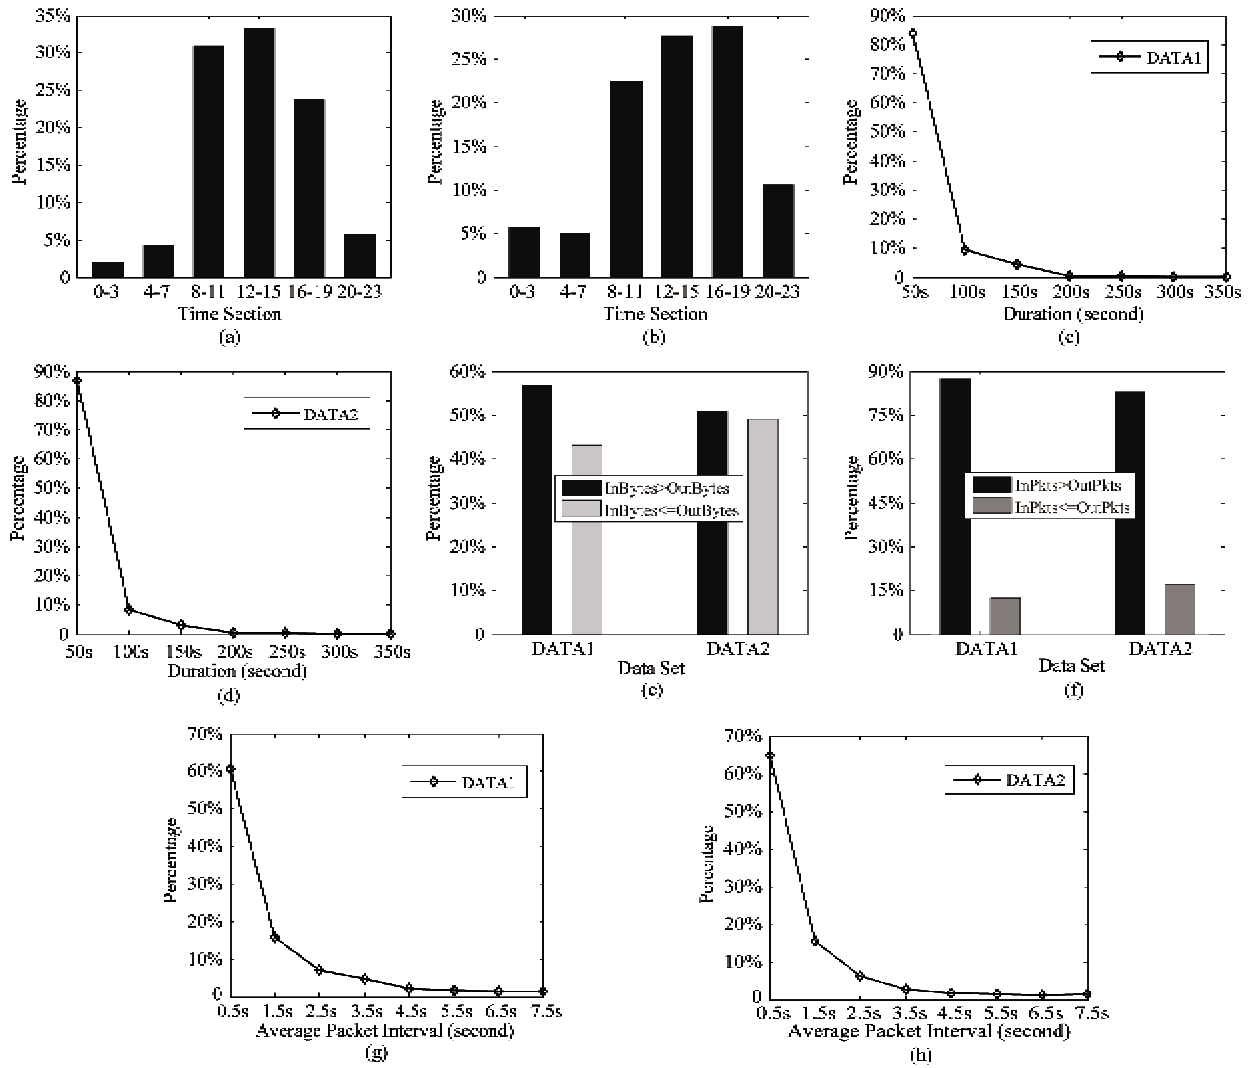 35%
30%
25%
20%
15%
10%
5%
0
Percentage
0-3 4-7 8-11 12-15 16-19 20-23
Time Section
(a)
30%
25%
20%
15%
10%
5%
0
Percentage
0-3 4-7 8-11 12-15 16-19 20-23
Time Section
(b)
90%
80%
70%
60%
50%
40%
30%
20%
10%
0
Percentage
DATA1
50s 100s 150s 200s 250s 300s 350s
Duration (second)
(c)
90%
80%
70%
60%
50%
40%
30%
20%
10%
0
Percentage
DATA2
50s 100s 150s 200s 250s 300s 350s
Duration (second)
(d)
60%
50%
40%
30%
20%
10%
0
Percentage
InBytes>OutBytes
InBytes<=OutBytes
DATA1 DATA2
Data Set
(e)
90%
75%
60%
45%
30%
15%
0
Percentage
InPkts>OutPkts
InPkts<=OutPkts
DATA1 DATA2
Data Set
(f)
70%
60%
50%
40%
30%
20%
10%
0
Percentage
DATA1
0.5s 1.5s 2.5s 3.5s 4.5s 5.5s 6.5s 7.5s
Average Packet Interval (second)
(g)
70%
60%
50%
40%
30%
20%
10%
0
Percentage
DATA2
0.5s 1.5s 2.5s 3.5s 4.5s 5.5s 6.5s 7.5s
Average Packet Interval (second)
(h)